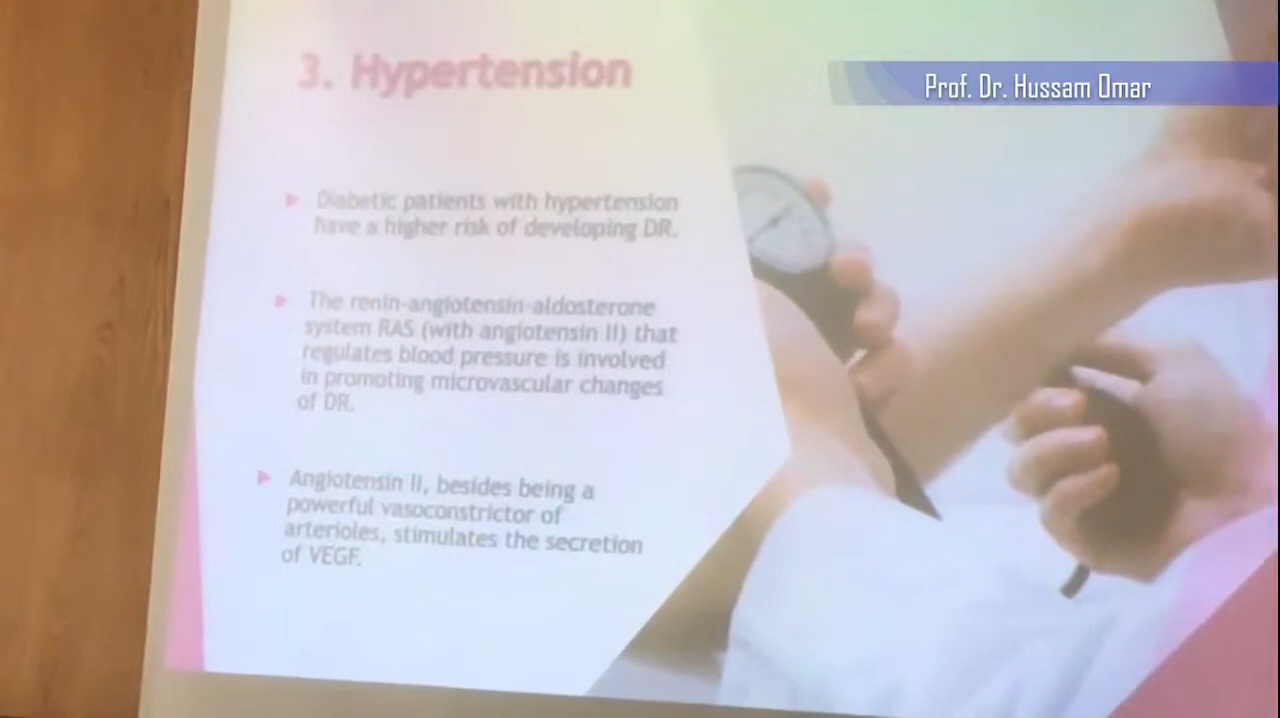 3. Hypertension
Prof. Dr. Hussam Omar
Diabetic patients with hypertension
have a higher risk of developing DR.
The renin-angiotensin-aldosterone
system RAS (with angiotensin II) that
regulates blood pressure is involved
in promoting microvascular changes
of DR.
Angiotensin II, besides being a
powerful vasoconstrictor of
arterioles, stimulates the secretion
of VEGF.